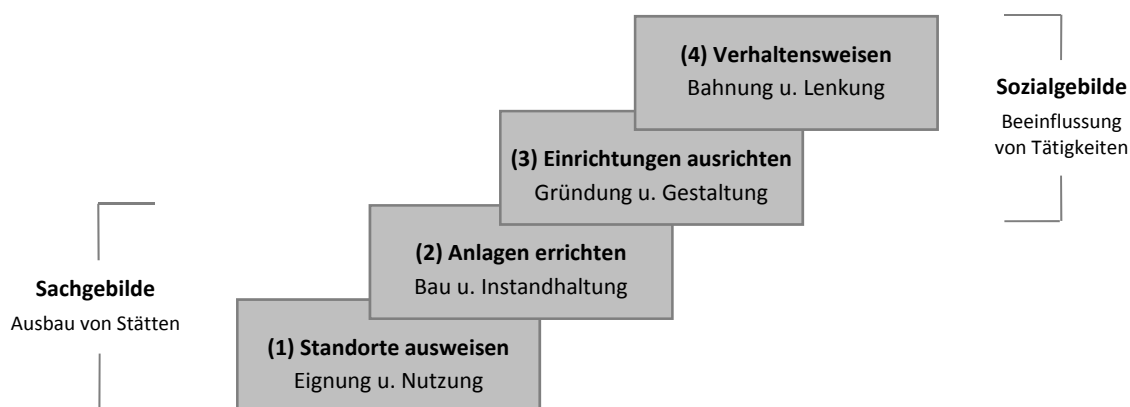 (4) Verhaltensweisen
Bahnung u. Lenkung
Sozialgebilde
Beeinflussung
von Tätigkeiten
(3) Einrichtungen ausrichten
Gründung u. Gestaltung
(2) Anlagen errichten
Bau u. Instandhaltung
Sachgebilde
Ausbau von Stätten
(1) Standorte ausweisen
Eignung u. Nutzung